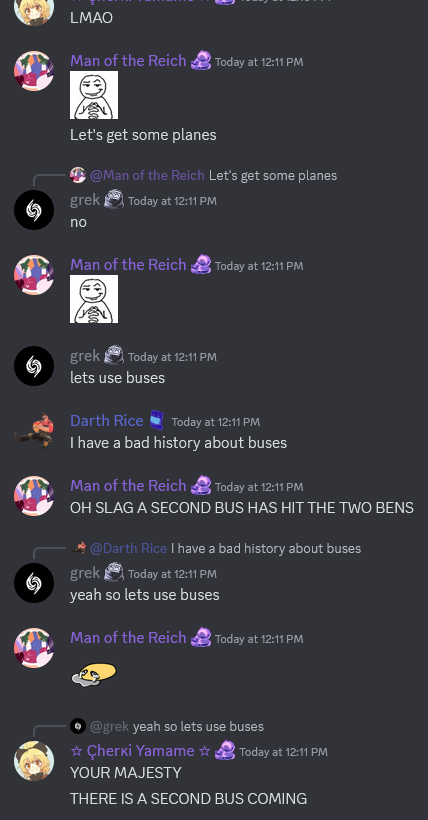 ☆ Çherкi Yamame ☆
LMAO
Man of the Reich Today at 12:11 PM
Let's get some planes
@Man of the Reich Let's get some planes
grek Today at 12:11 PM
no
Man of the Reich Today at 12:11 PM
grek Today at 12:11 PM
lets use buses
Darth Rice Today at 12:11 PM
I have a bad history about buses
Man of the Reich Today at 12:11 PM
OH SLAG A SECOND BUS HAS HIT THE TWO BENS
@Darth Rice I have a bad history about buses
grek Today at 12:11 PM
yeah so lets use buses
Man of the Reich Today at 12:11 PM
@grek yeah so lets use buses
☆ Çherкi Yamame ☆ Today at 12:11 PM
YOUR MAJESTY
THERE IS A SECOND BUS COMING